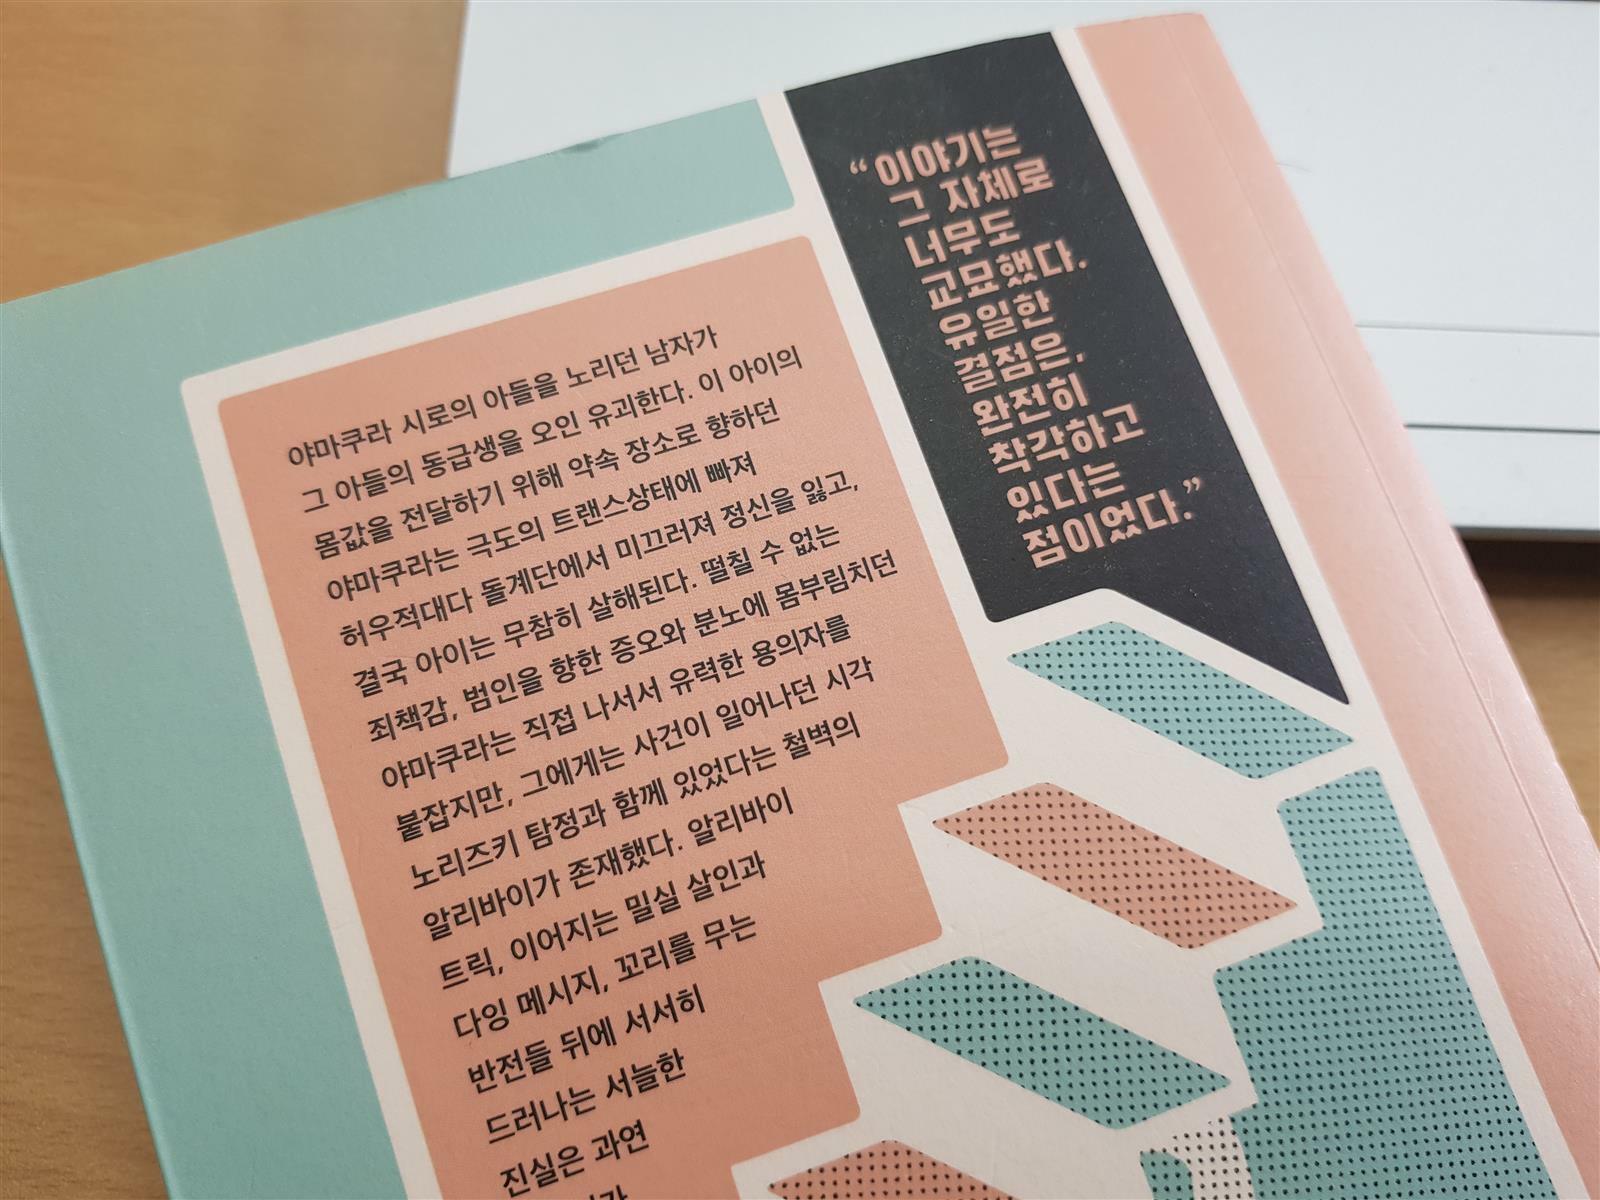 “이야기는
그 자체로
너무도
교묘했다.
유일한
결점은,
완전히
착각하고
있다는
점이었다.”
야마쿠라 시로의 아들을 노리던 남자가
그 아들의 동급생을 오인 유괴한다. 이 아이의
몸값을 전달하기 위해 약속 장소로 향하던
야마쿠라는 극도의 트랜스상태에 빠져
허우적대다 돌계단에서 미끄러져 정신을 잃고,
결국 아이는 무참히 살해된다. 떨칠 수 없는
죄책감, 범인을 향한 증오와 분노에 몸부림치던
야마쿠라는 직접 나서서 유력한 용의자를
붙잡지만, 그에게는 사건이 일어나던 시각
노리즈키 탐정과 함께 있었다는 철벽의
알리바이가 존재했다. 알리바이
트릭, 이어지는 밀실 살인과
다잉 메시지, 꼬리를 무는
반전들 뒤에 서서히
드러나는 서늘한
진실은 과연